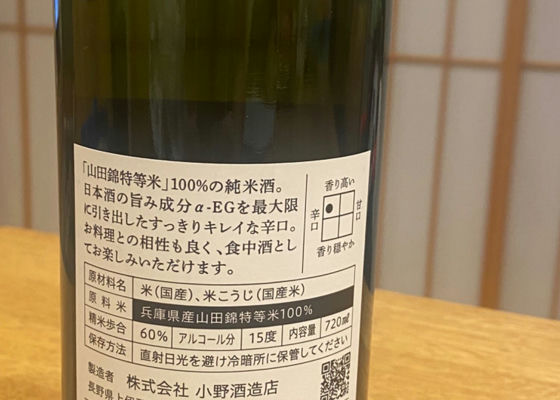 「山田錦特等米」100%の純米酒。
日本酒の旨み成分α-EGを最大限
に引き出したすっきりキレイな辛口。
お料理との相性も良く、食中酒とし
てお楽しみいただけます。
香り高い
辛口
甘口
香り穏やか
原材料名 米(国産)、米こうじ(国産米)
原料米 兵庫県産山田錦特等米100%
精米歩合 60% アルコール分 15度 内容量 720㎖
保存方法 直射日光を避け冷暗所に保管してください
製造者 株式会社 小野酒造店
長野県上伊